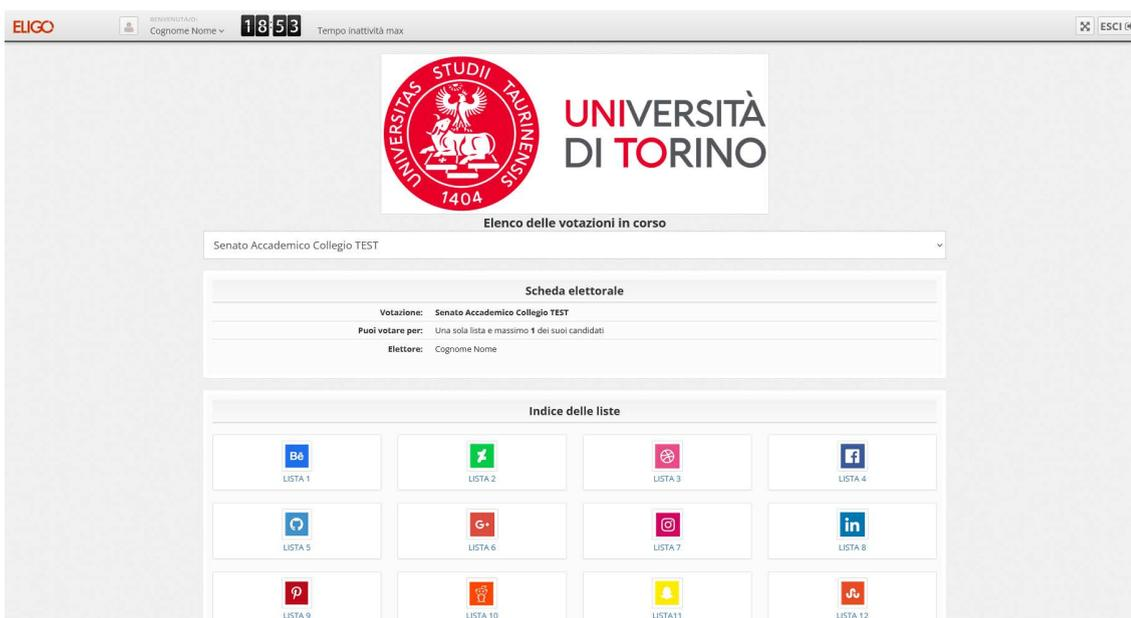 ELIGO
BENVENUTA/O:
Cognome Nome
18 53
Tempo inattività max
ESCI
UNIVERSITAS STUDII TAURINENSIS
1404
UNIVERSITÀ
DI TORINO
Elenco delle votazioni in corso
Senato Accademico Collegio TEST
Scheda elettorale
Votazione: Senato Accademico Collegio TEST
Puoi votare per: Una sola lista e massimo 1 dei suoi candidati
Elettore: Cognome Nome
Indice delle liste
Bē
LISTA 1
LISTA 2
LISTA 3
f
LISTA 4
LISTA 5
G+
LISTA 6
LISTA 7
in
LISTA 8
LISTA 9
LISTA 10
LISTA11
LISTA 12